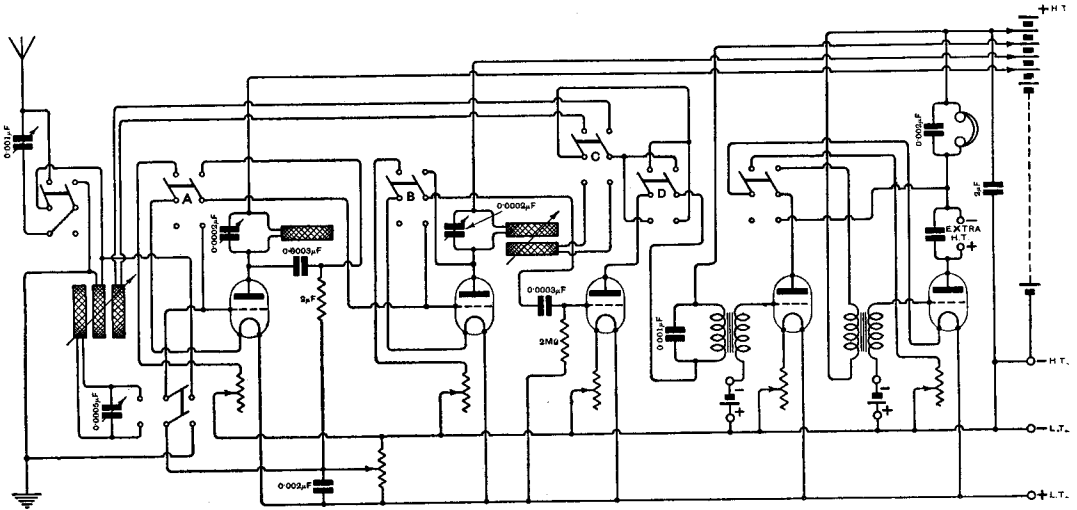 + H.T.
0.001μF
A
0.0002μF
0.0003μF
2μF
B
0.0002μF
C
D
0.0003μF
2MΩ
0.001μF
-
+
-
+
0.002μF
2μF
-
EXTRA
H.T.
+
- H.T.
0.0005μF
- L.T.
0.002μF
+ L.T.